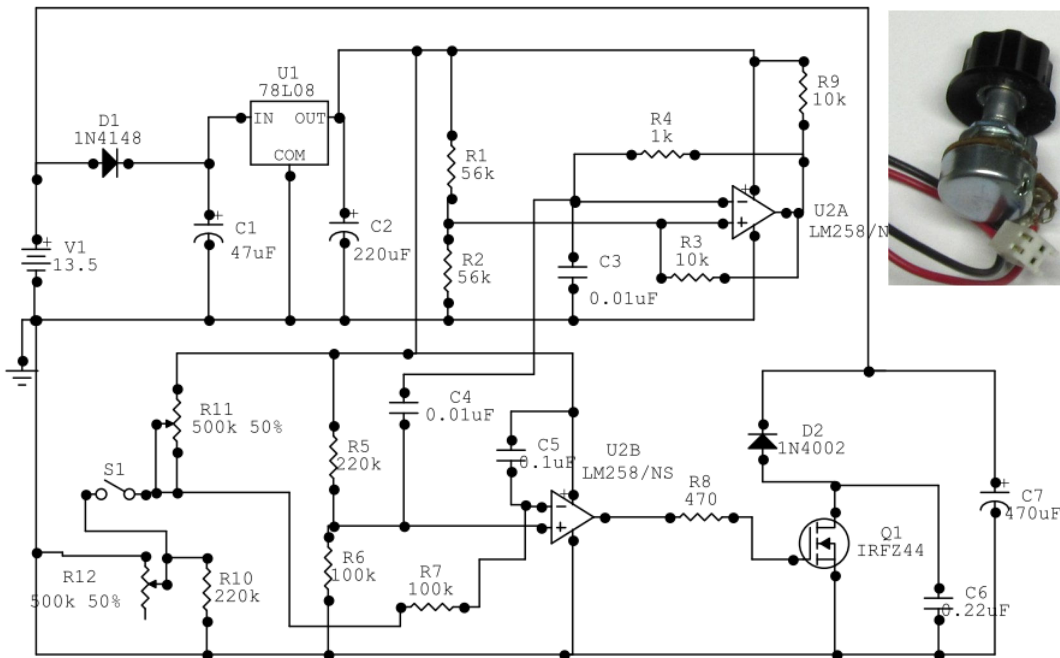 U1
78L08
IN OUT
COM
D1
1N4148
C1
47uF
C2
220uF
V1
13.5
R1
56k
R2
56k
R4
1k
R9
10k
U2A
LM258/N
R3
10k
C3
0.01uF
R11
500k 50%
S1
R12
500k 50%
R10
220k
R5
220k
R6
100k
C4
0.01uF
C5
0.1uF
U2B
LM258/NS
R7
100k
R8
470
D2
1N4002
Q1
IRFZ44
C7
470uF
C6
0.22uF